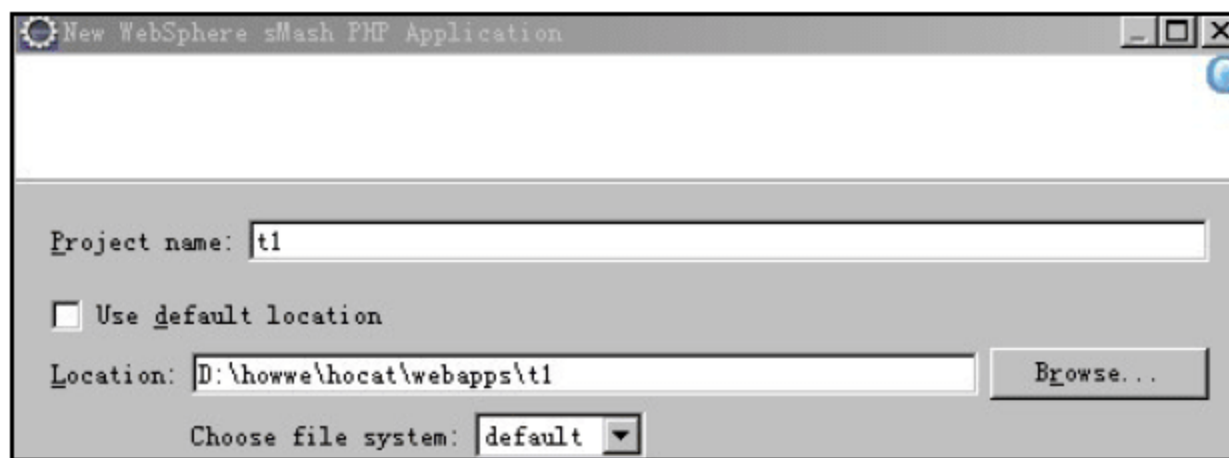 New WebSphere sMash PHP Application
Project name: t1
Use default location
Location: D:\howwe\hocat\webapps\t1 Browse...
Choose file system: default